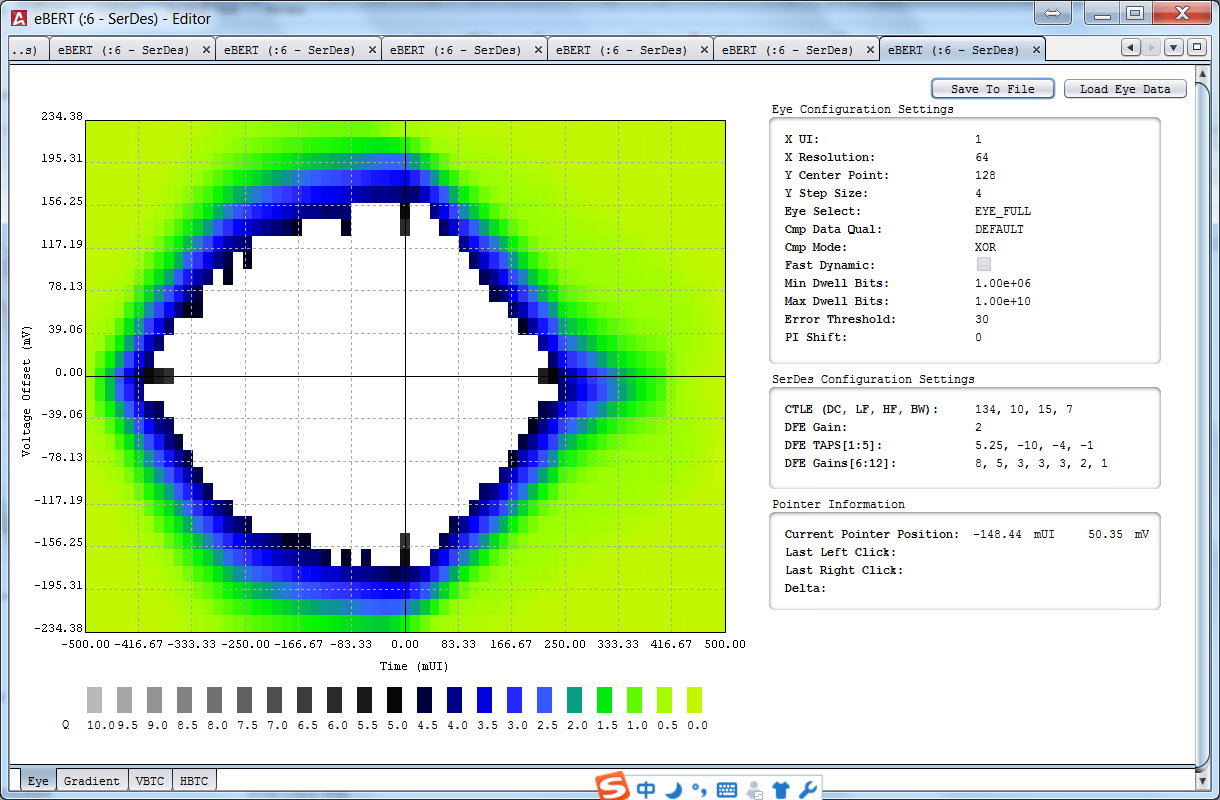 eBERT (:6 - SerDes) - Editor
..s) eBERT (:6 - SerDes) eBERT (:6 - SerDes) eBERT (:6 - SerDes) eBERT (:6 - SerDes) eBERT (:6 - SerDes) eBERT (:6 - SerDes)
Save To File Load Eye Data
Eye Configuration Settings
X UI: 1
X Resolution: 64
Y Center Point: 128
Y Step Size: 4
Eye Select: EYE_FULL
Cmp Data Qual: DEFAULT
Cmp Mode: XOR
Fast Dynamic:
Min Dwell Bits: 1.00e+06
Max Dwell Bits: 1.00e+10
Error Threshold: 30
PI Shift: 0
SerDes Configuration Settings
CTLE (DC, LF, HF, BW): 134, 10, 15, 7
DFE Gain: 2
DFE TAPS[1:5]: 5.25, -10, -4, -1
DFE Gains[6:12]: 8, 5, 3, 3, 3, 2, 1
Pointer Information
Current Pointer Position: -148.44 mUI 50.35 mV
Last Left Click:
Last Right Click:
Delta:
Voltage Offset (mV)
234.38
195.31
156.25
117.19
78.13
39.06
0.00
-39.06
-78.13
-117.19
-156.25
-195.31
-234.38
-500.00 -416.67 -333.33 -250.00 -166.67 -83.33 0.00 83.33 166.67 250.00 333.33 416.67 500.00
Time (mUI)
Q 10.0 9.5 9.0 8.5 8.0 7.5 7.0 6.5 6.0 5.5 5.0 4.5 4.0 3.5 3.0 2.5 2.0 1.5 1.0 0.5 0.0
Eye Gradient VBTC HBTC
中